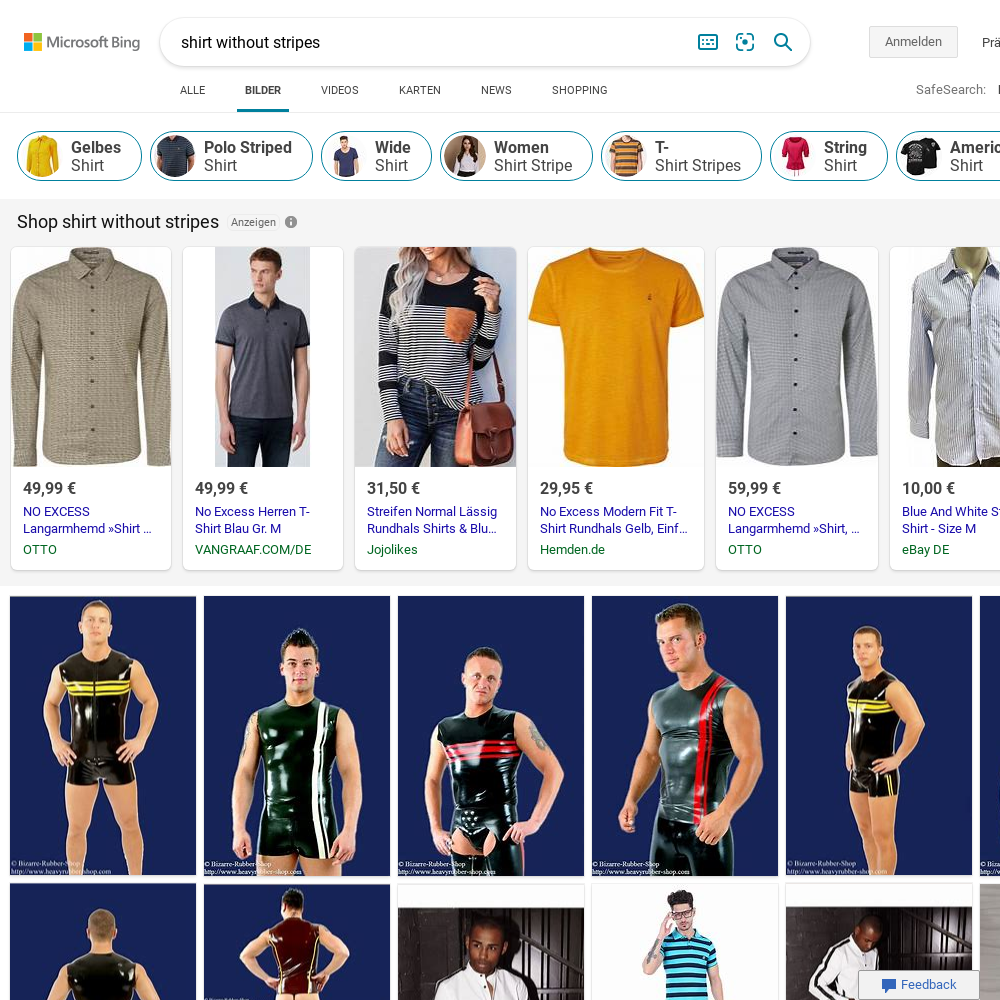 Microsoft Bing
shirt without stripes
Anmelden
Prä
ALLE
BILDER
VIDEOS
KARTEN
NEWS
SHOPPING
SafeSearch:
Gelbes
Shirt
Polo Striped
Shirt
Wide
Shirt
Women
Shirt Stripe
T-
Shirt Stripes
String
Shirt
Americ
Shirt
Shop shirt without stripes
Anzeigen
49,99 €
NO EXCESS
Langarmhemd »Shirt ...
OTTO
49,99 €
No Excess Herren T-
Shirt Blau Gr. M
VANGRAAF.COM/DE
31,50 €
Streifen Normal Lässig
Rundhals Shirts & Blu...
Jojolikes
29,95 €
No Excess Modern Fit T-
Shirt Rundhals Gelb, Einf...
Hemden.de
59,99 €
NO EXCESS
Langarmhemd »Shirt, ...
OTTO
10,00 €
Blue And White St
Shirt - Size M
eBay DE
© Bizarre-Rubber-Shop
http://www.heavyrubber-shop.com
© Bizarre-Rubber-Shop
http://www.heavyrubber-shop.com
© Bizarre-Rubber-Shop
http://www.heavyrubber-shop.com
© Bizarre-Rubber-Shop
http://www.heavyrubber-shop.com
© Bizarre-Rubber-Shop
http://www.heavyrubber-shop.com
Feedback